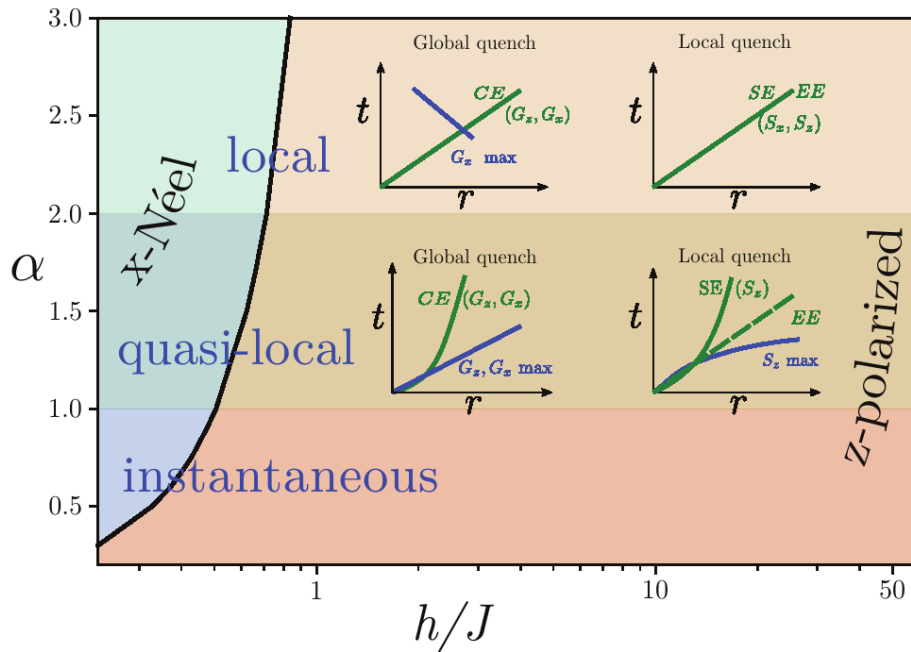 3.0
2.5
2.0
1.5
1.0
0.5
α
x-Néel
local
quasi-local
instantaneous
z-polarized
Global quench
t
CE
(G_z, G_x)
G_x max
r
Local quench
t
SE EE
(S_x, S_z)
r
Global quench
t
CE (G_z, G_x)
G_z, G_x max
r
Local quench
t
SE (S_z)
EE
S_z max
r
1
10
50
h/J